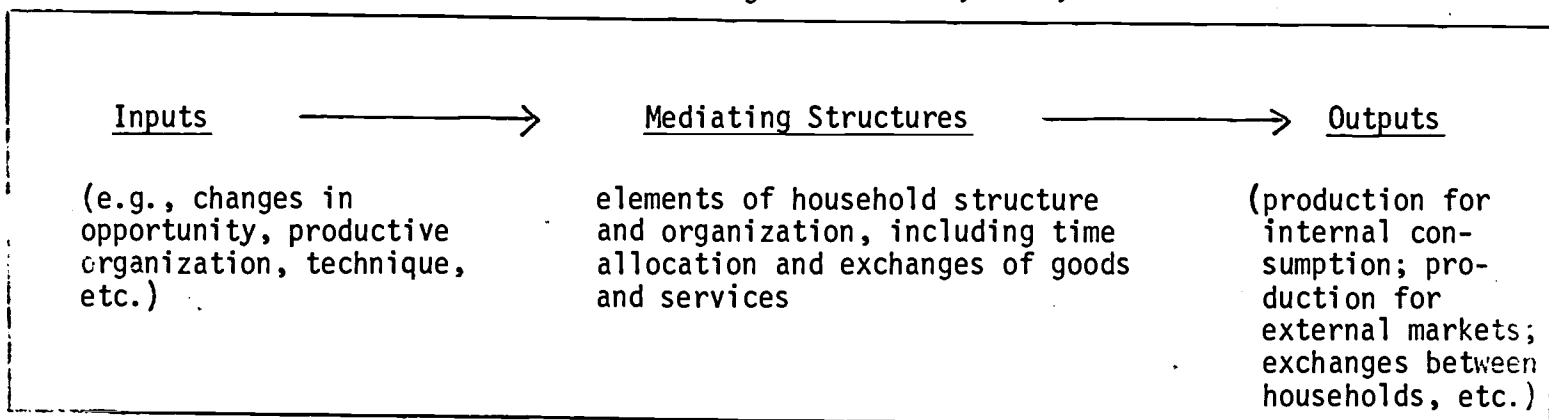 Inputs → Mediating Structures → Outputs
(e.g., changes in
opportunity, productive
organization, technique,
etc.)
elements of household structure
and organization, including time
allocation and exchanges of goods
and services
(production for
internal con-
sumption; pro-
duction for
external markets;
exchanges between
households, etc.)